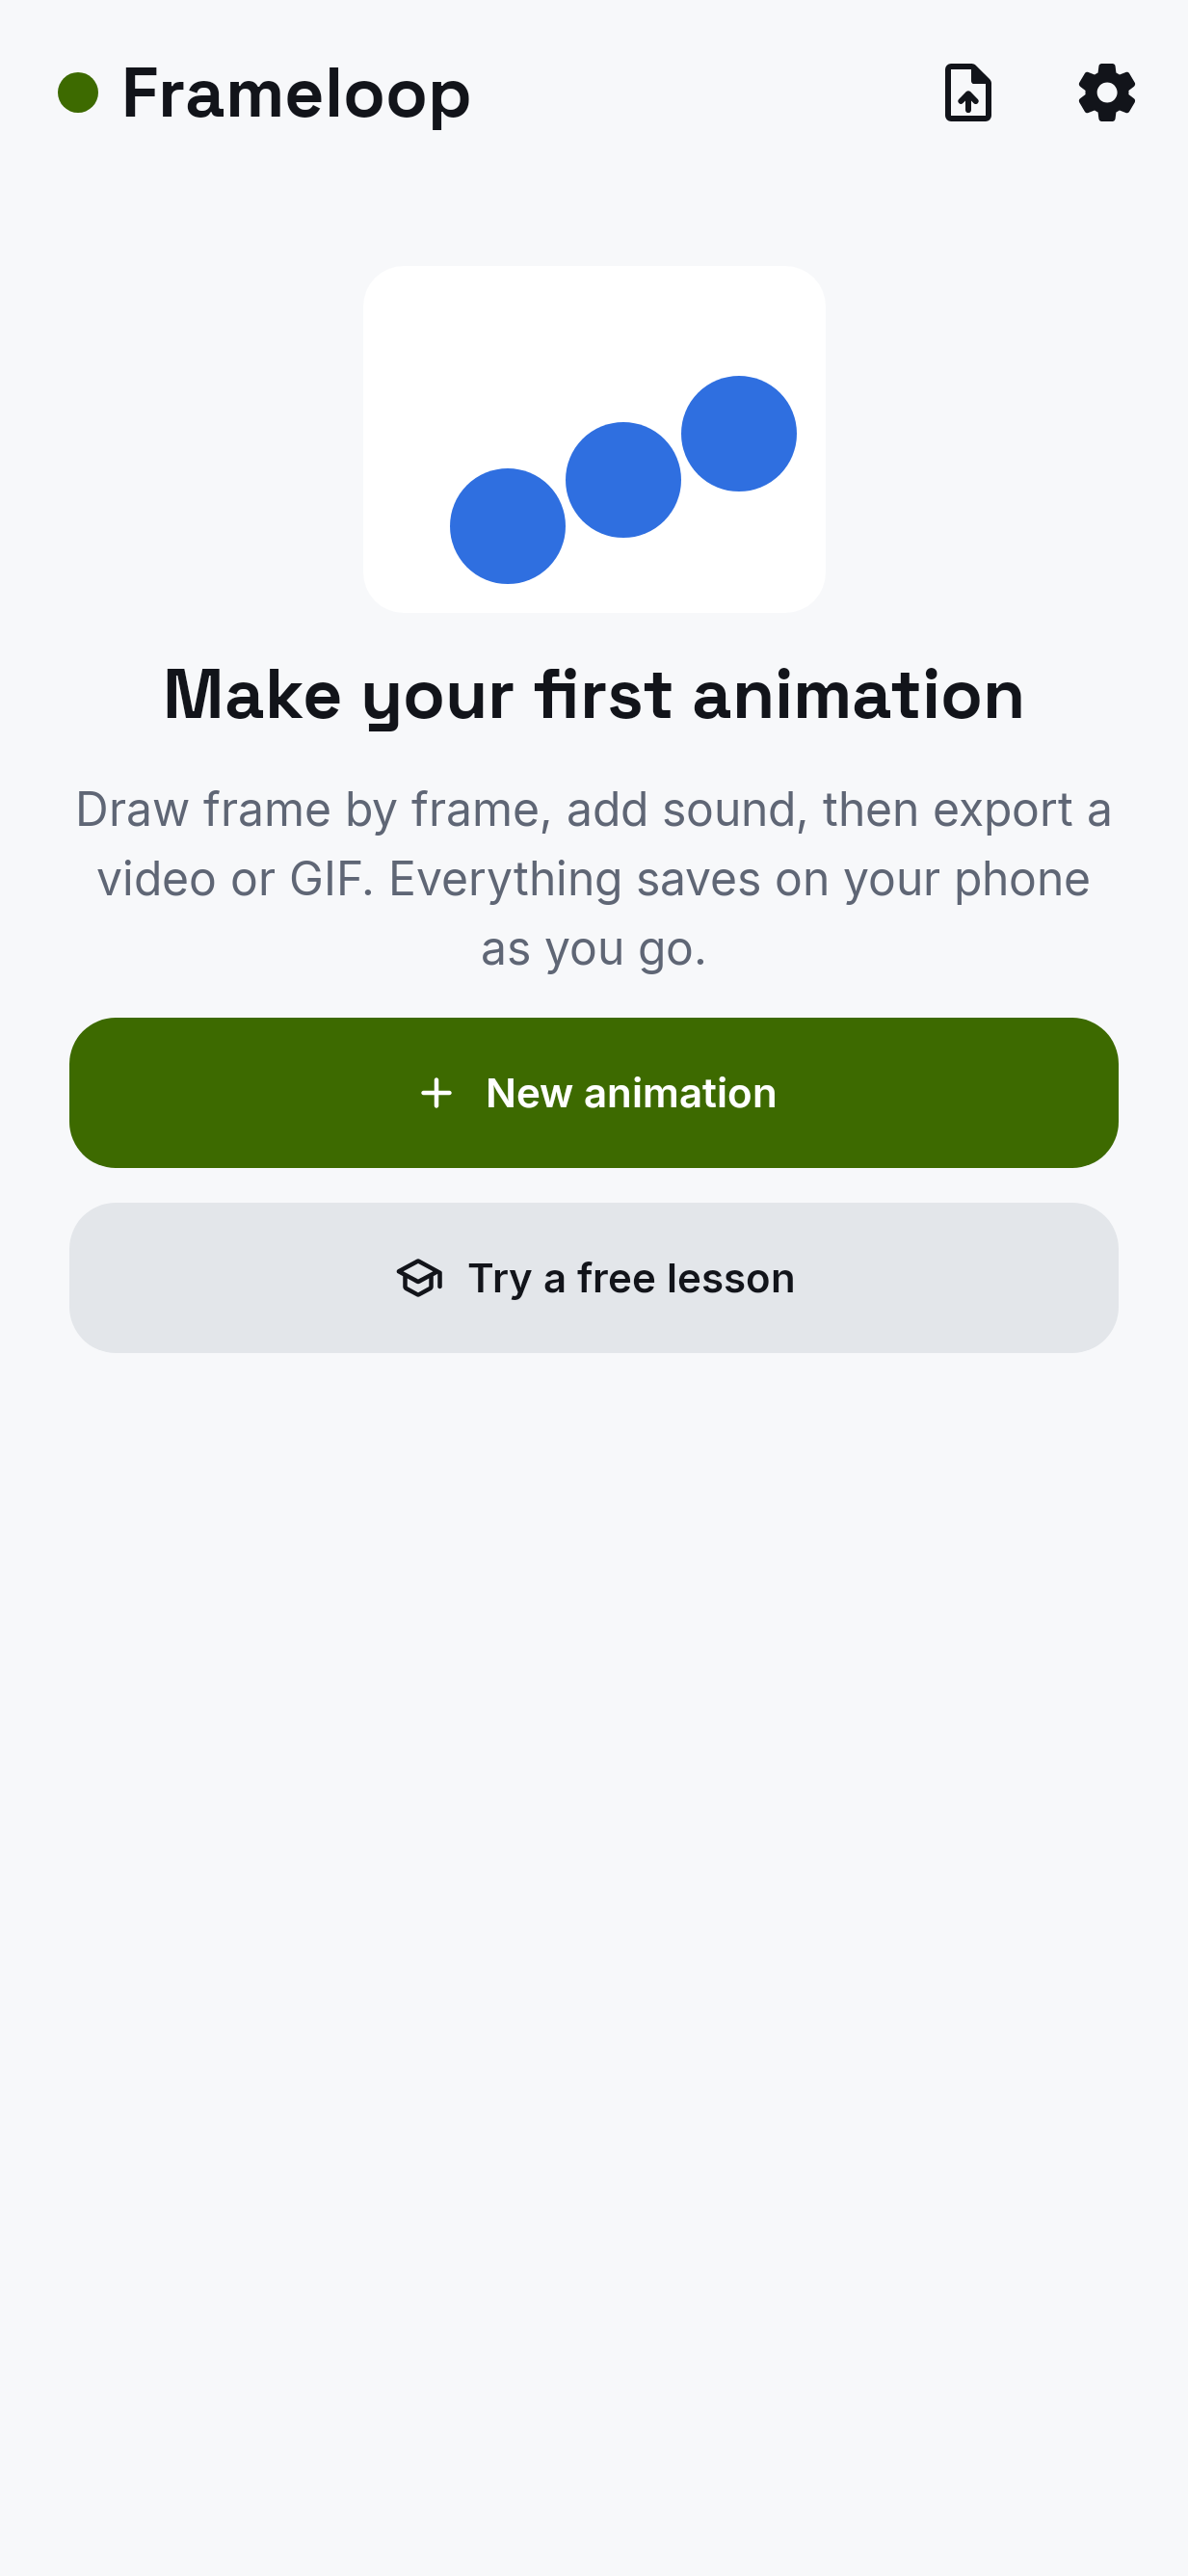 Frameloop
Make your first animation
Draw frame by frame, add sound, then export a
video or GIF. Everything saves on your phone
as you go.
New animation
Try a free lesson